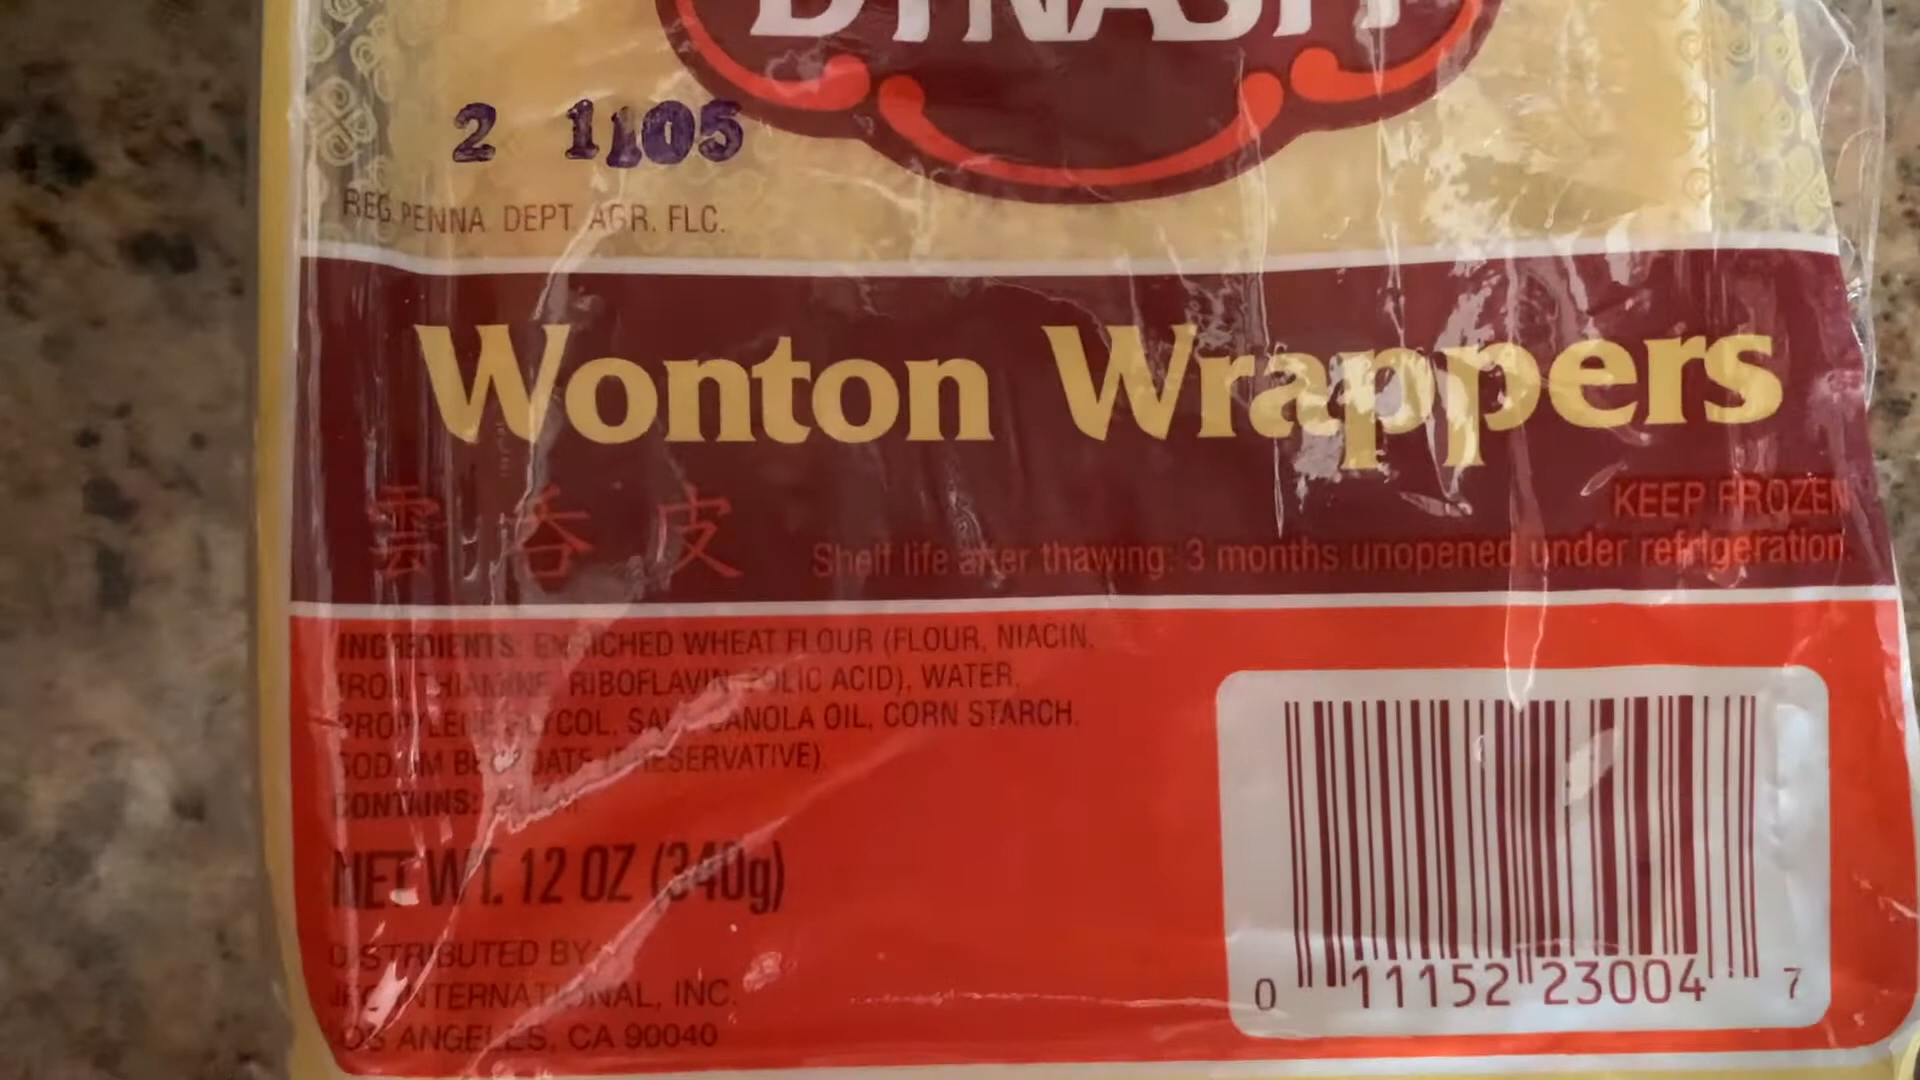 DYNASTY
2 1105
REG. PENNA. DEPT. AGR. FLC.
Wonton Wrappers
雲吞皮
KEEP FROZEN
Shelf life after thawing: 3 months unopened under refrigeration.
INGREDIENTS: ENRICHED WHEAT FLOUR (FLOUR, NIACIN,
IRON, THIAMINE, RIBOFLAVIN, FOLIC ACID), WATER,
PROPYLENE GLYCOL, SALT, CANOLA OIL, CORN STARCH,
SODIUM BENZOATE (PRESERVATIVE).
CONTAINS:
NET WT. 12 OZ (340g)
DISTRIBUTED BY:
JFC INTERNATIONAL, INC.
LOS ANGELES, CA 90040
0 11152 23004 7